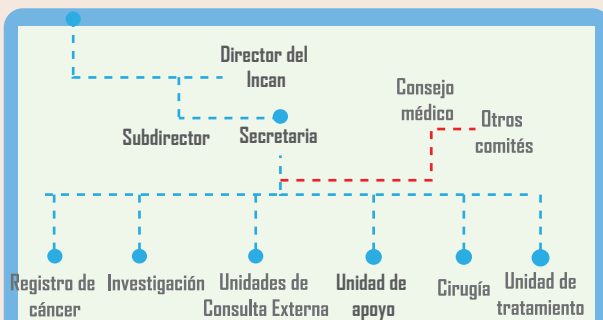 Director del
Incan
Consejo
médico
Otros
comités
Subdirector
Secretaria
Registro de
cáncer
Investigación
Unidades de
Consulta Externa
Unidad de
apoyo
Cirugía
Unidad de
tratamiento